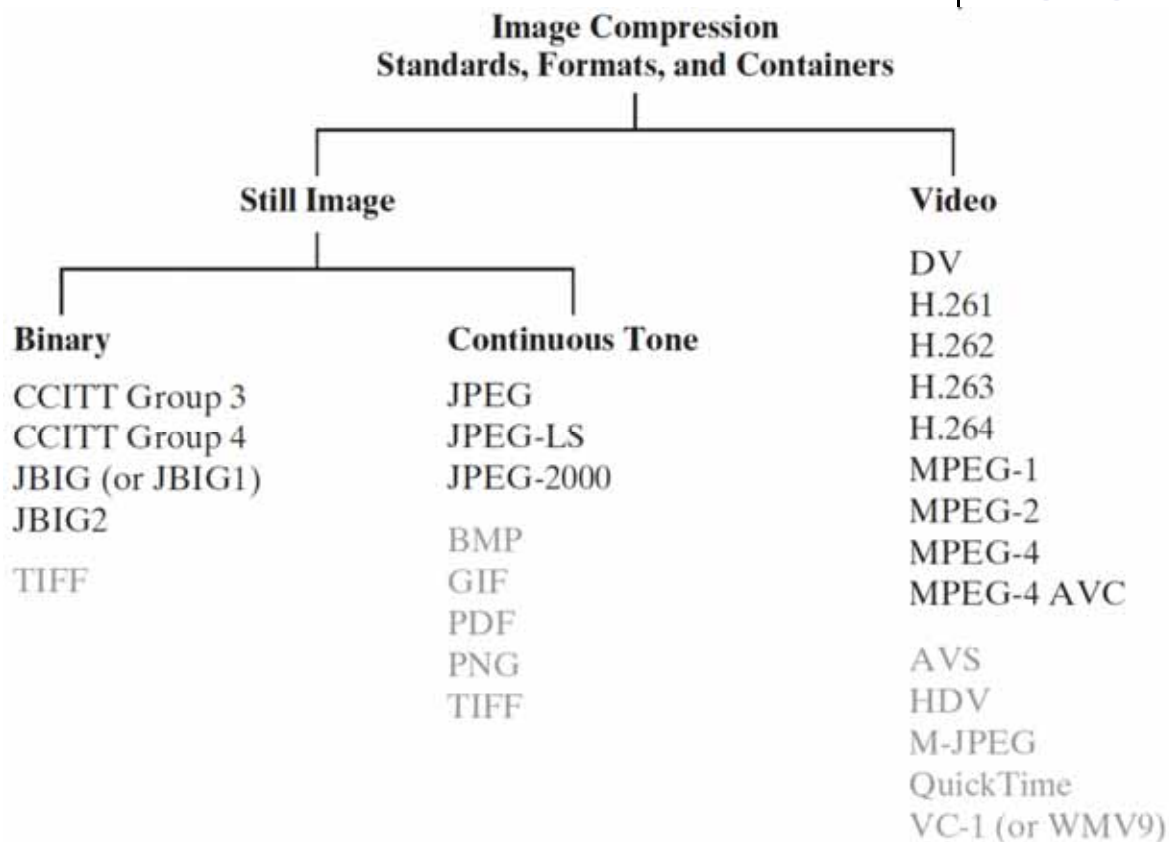 Image Compression
Standards, Formats, and Containers
Still Image
Binary
CCITT Group 3
CCITT Group 4
JBIG (or JBIG1)
JBIG2
TIFF
Continuous Tone
JPEG
JPEG-LS
JPEG-2000
BMP
GIF
PDF
PNG
TIFF
Video
DV
H.261
H.262
H.263
H.264
MPEG-1
MPEG-2
MPEG-4
MPEG-4 AVC
AVS
HDV
M-JPEG
QuickTime
VC-1 (or WMV9)